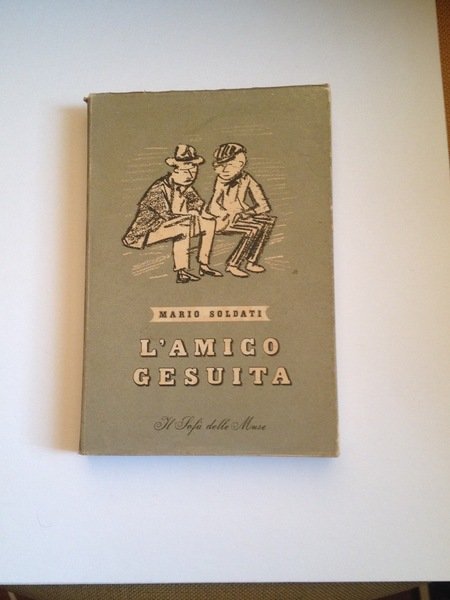 MARIO SOLDATI
L'AMICO
GESUITA
Il Sofà delle Muse